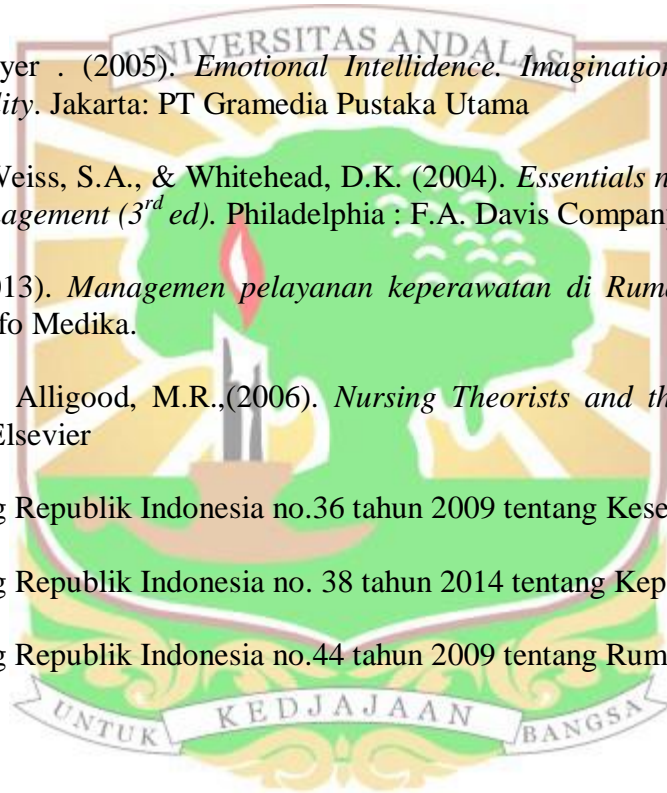 UNIVERSITAS ANDALAS
yer . (2005). Emotional Intellidence. Imagination
lity. Jakarta: PT Gramedia Pustaka Utama
Weiss, S.A., & Whitehead, D.K. (2004). Essentials n
nagement (3rd ed). Philadelphia : F.A. Davis Company
013). Managemen pelayanan keperawatan di Ruma
fo Medika.
Alligood, M.R.,(2006). Nursing Theorists and th
Elsevier
g Republik Indonesia no.36 tahun 2009 tentang Kese
g Republik Indonesia no. 38 tahun 2014 tentang Kep
g Republik Indonesia no.44 tahun 2009 tentang Rum
UNTUK KEDJAJAAN BANGSA